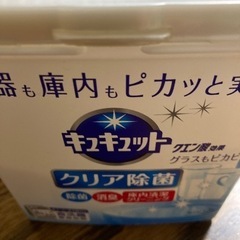 器も庫内もピカッと実
キュキュット
クエン酸効果
グラスもピカピ
クリア除菌
除菌 消臭 庫内清潔